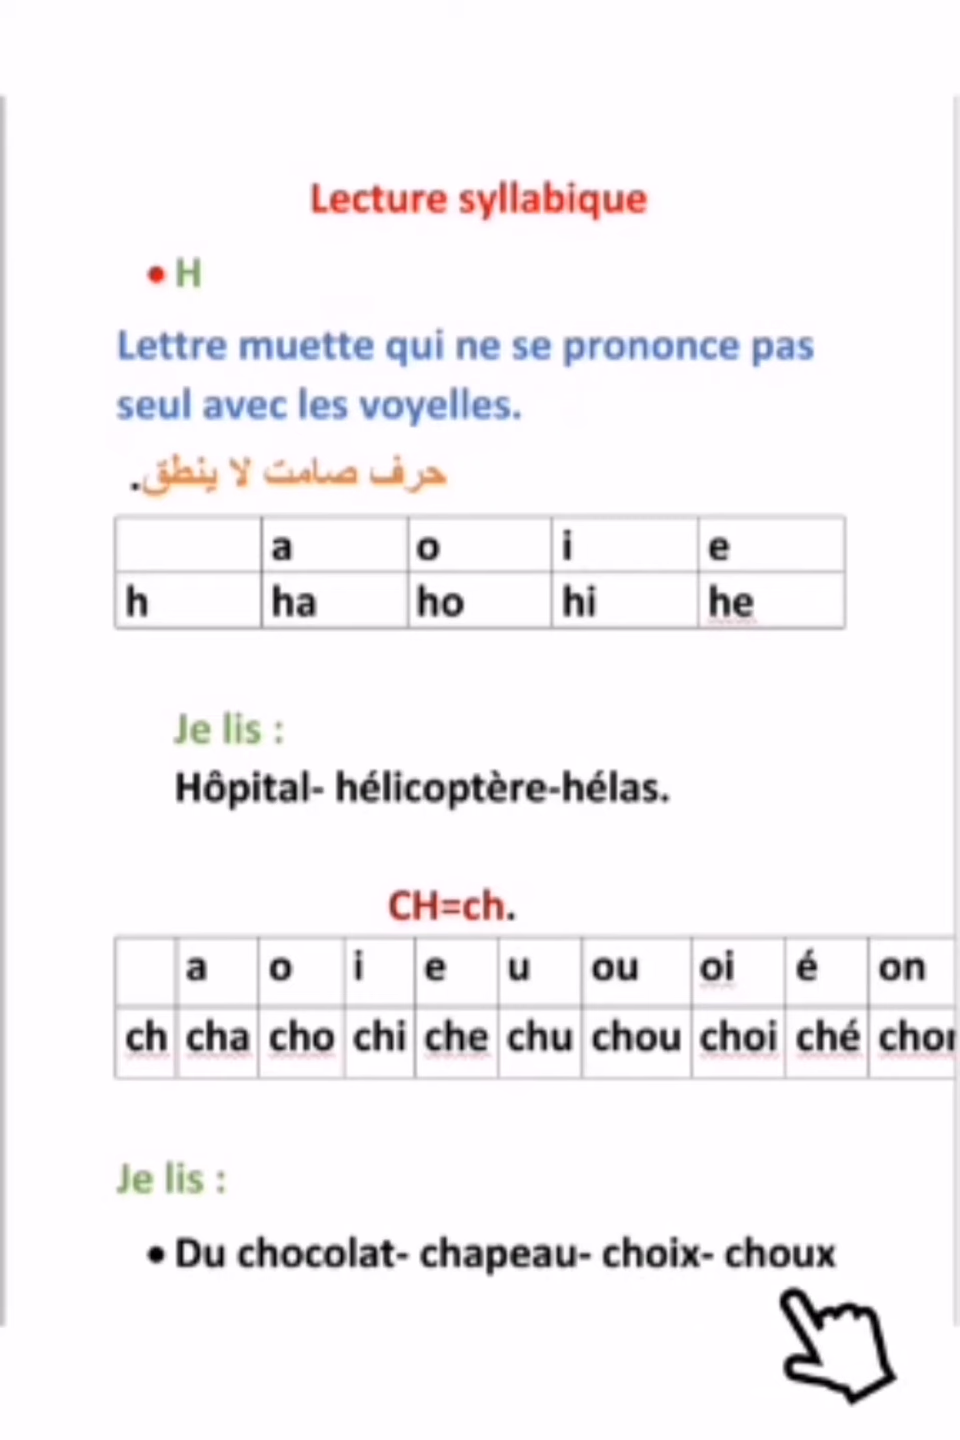 Lecture syllabique
• H
Lettre muette qui ne se prononce pas
seul avec les voyelles.
حرف صامت لا ينطق.
a o i e
h ha ho hi he
Je lis :
Hôpital- hélicoptère-hélas.
CH=ch.
a o i e u ou oi é on
ch cha cho chi che chu chou choi ché
Je lis :
• Du chocolat- chapeau- choix- choux